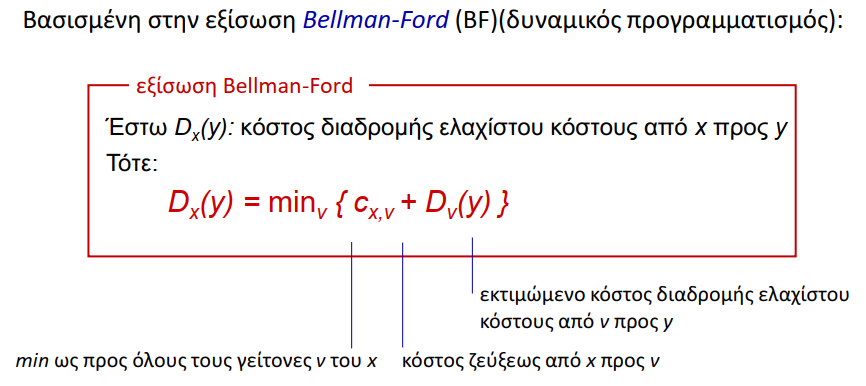 Βασισμένη στην εξίσωση Bellman-Ford (BF)(δυναμικός προγραμματισμός):
εξίσωση Bellman-Ford
Έστω Dx(y): κόστος διαδρομής ελαχίστου κόστους από x προς y
Τότε:
Dx(y) = minv { cx,v + Dv(y) }
εκτιμώμενο κόστος διαδρομής ελαχίστου
κόστους από v προς y
min ως προς όλους τους γείτονες v του x
κόστος ζεύξεως από x προς v